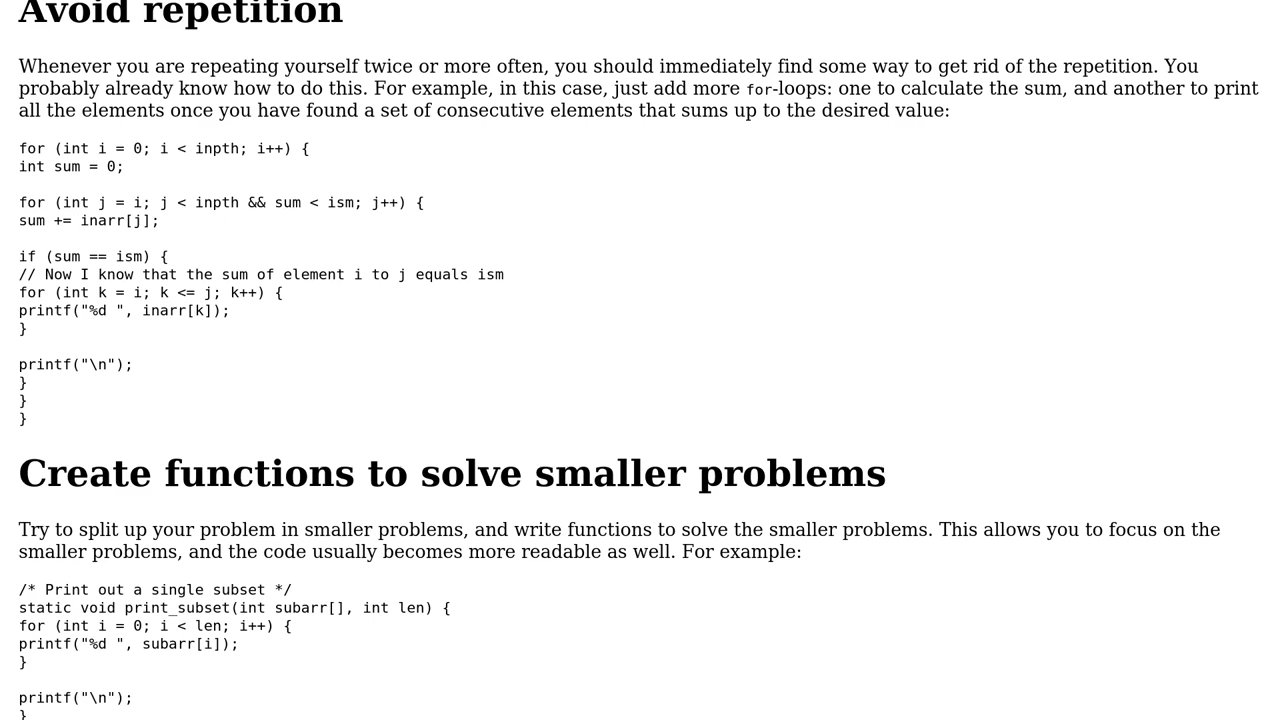 Avoid repetition
Whenever you are repeating yourself twice or more often, you should immediately find some way to get rid of the repetition. You
probably already know how to do this. For example, in this case, just add more for-loops: one to calculate the sum, and another to print
all the elements once you have found a set of consecutive elements that sums up to the desired value:
for (int i = 0; i < inpth; i++) {
int sum = 0;
for (int j = i; j < inpth && sum < ism; j++) {
sum += inarr[j];
if (sum == ism) {
// Now I know that the sum of element i to j equals ism
for (int k = i; k <= j; k++) {
printf("%d ", inarr[k]);
}
printf("\n");
}
}
}
Create functions to solve smaller problems
Try to split up your problem in smaller problems, and write functions to solve the smaller problems. This allows you to focus on the
smaller problems, and the code usually becomes more readable as well. For example:
/* Print out a single subset */
static void print_subset(int subarr[], int len) {
for (int i = 0; i < len; i++) {
printf("%d ", subarr[i]);
}
printf("\n");
}